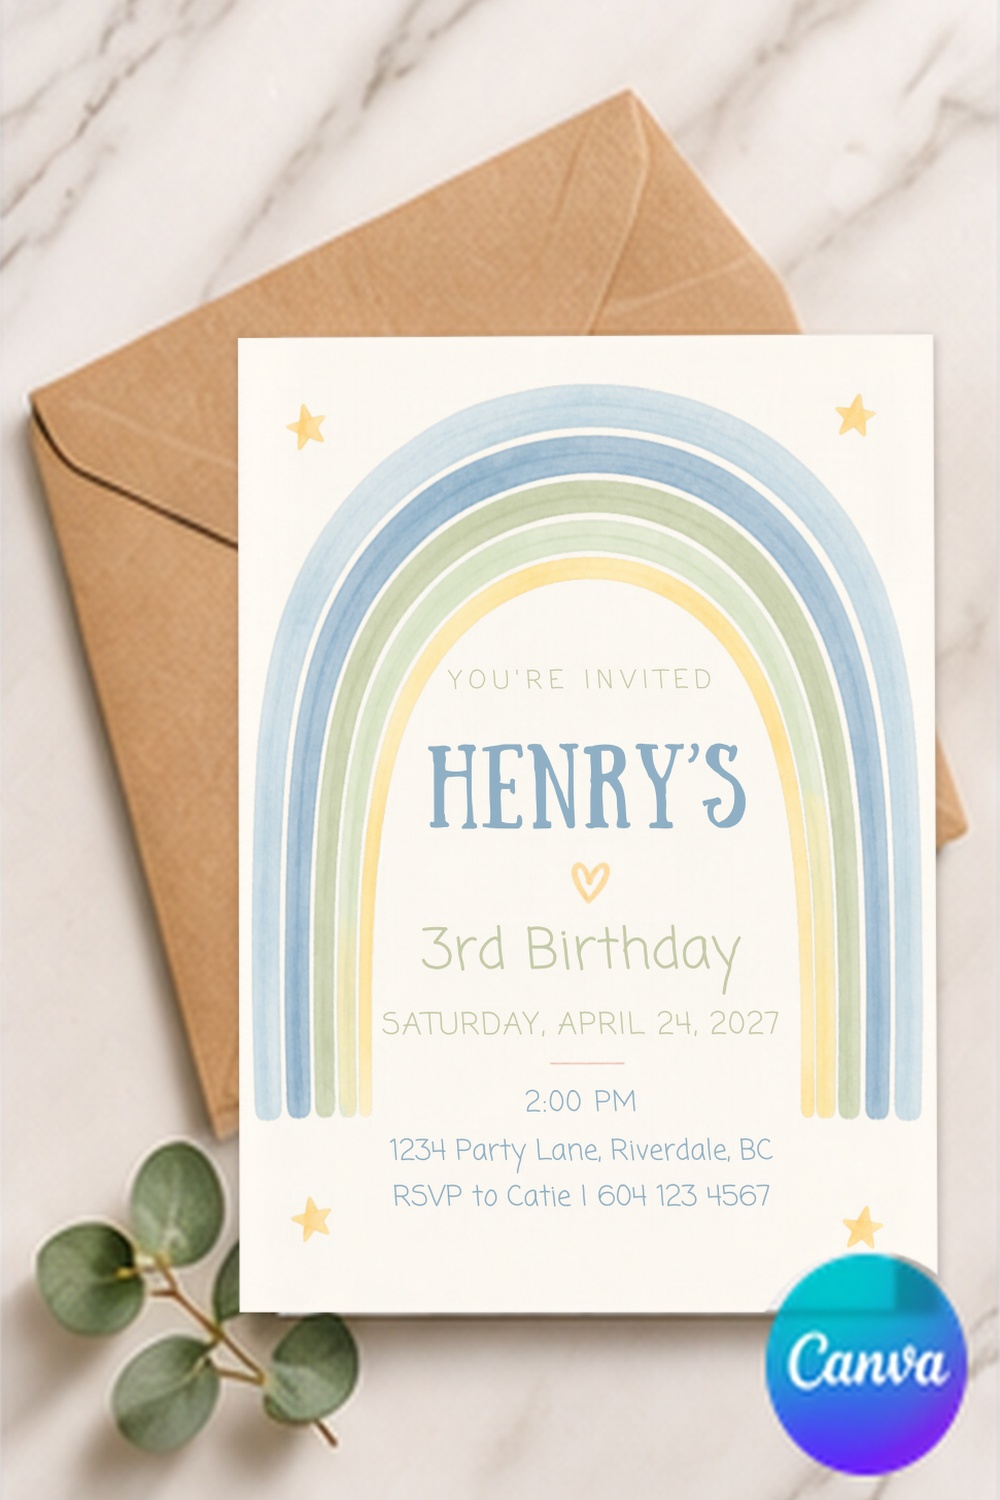 YOU'RE INVITED
HENRY'S
3rd Birthday
SATURDAY, APRIL 24, 2027
2:00 PM
1234 Party Lane, Riverdale, BC
RSVP to Catie | 604 123 4567
Canva